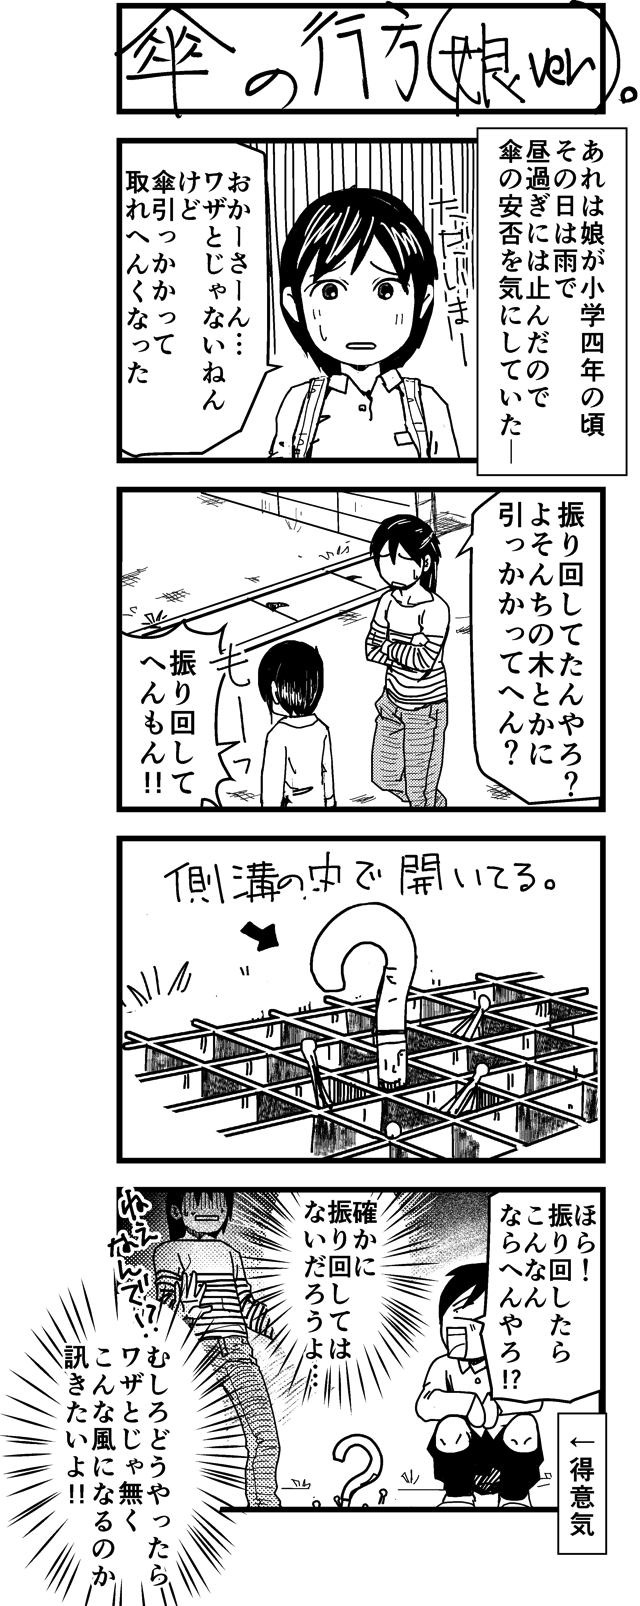 傘の行方(娘ver)。
あれは娘が小学四年の頃
その日は雨で
昼過ぎには止んだので
傘の安否を気にしていた―
ただいまー
おかーさーん…
ワザとじゃないねん
けど
傘引っかかって
取れへんくなった
振り回してたんやろ?
よそんちの木とかに
引っかかってへん?
もーっ
振り回して
へんもん!!
側溝の中で開いてる。
ほら!
振り回したら
こんなん
ならへんやろ!?
←得意気
確かに
振り回しては
ないだろうよ…
ねえ
なんで!?
むしろどうやったら
ワザとじゃ無く
こんな風になるのか
訊きたいよ!!